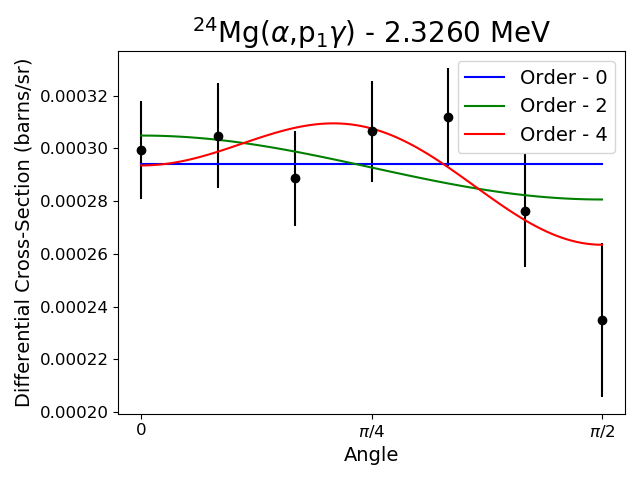 ²⁴Mg(α,p₁γ) - 2.3260 MeV
Differential Cross-Section (barns/sr)
0.00032
0.00030
0.00028
0.00026
0.00024
0.00022
0.00020
Order - 0
Order - 2
Order - 4
0 π/4 π/2
Angle